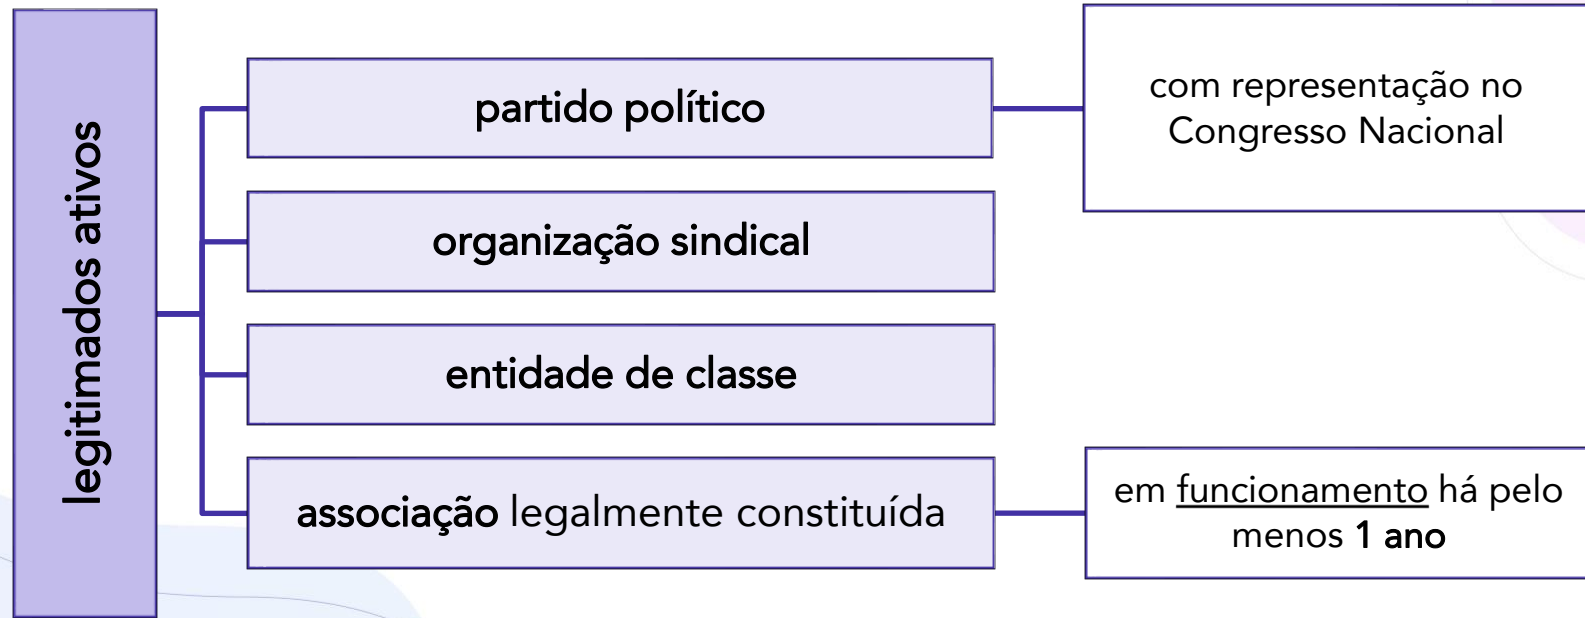 legitimados ativos
partido político
com representação no
Congresso Nacional
organização sindical
entidade de classe
associação legalmente constituída
em funcionamento há pelo
menos 1 ano